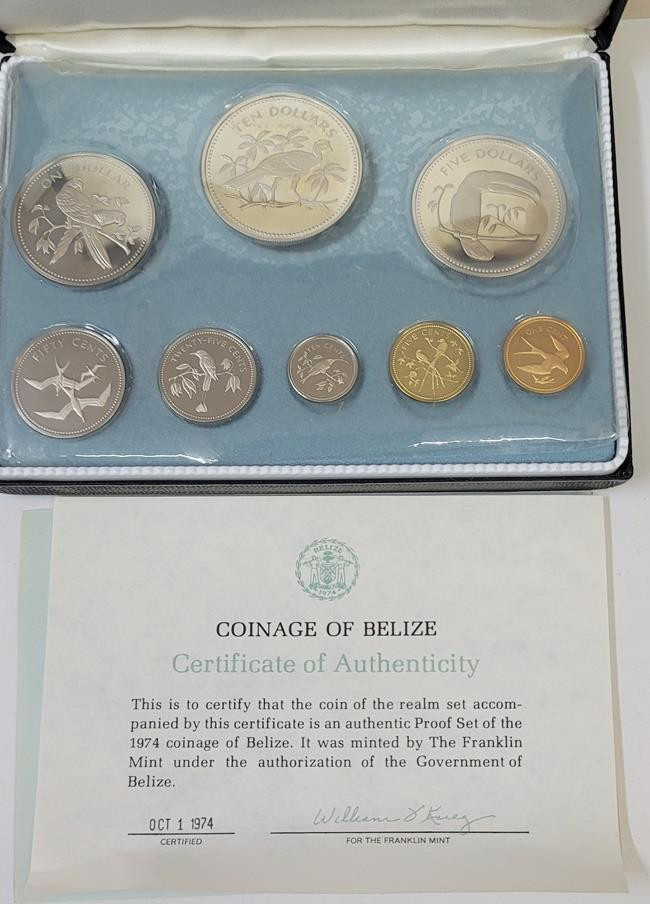 TEN DOLLARS
ONE DOLLAR
FIVE DOLLARS
FIFTY CENTS
TWENTY-FIVE CENTS
TEN CENTS
FIVE CENTS
ONE CENT
BELIZE
1974
COINAGE OF BELIZE
Certificate of Authenticity
This is to certify that the coin of the realm set accom-
panied by this certificate is an authentic Proof Set of the
1974 coinage of Belize. It was minted by The Franklin
Mint under the authorization of the Government of
Belize.
OCT 1 1974
William
CERTIFIED
FOR THE FRANKLIN MINT